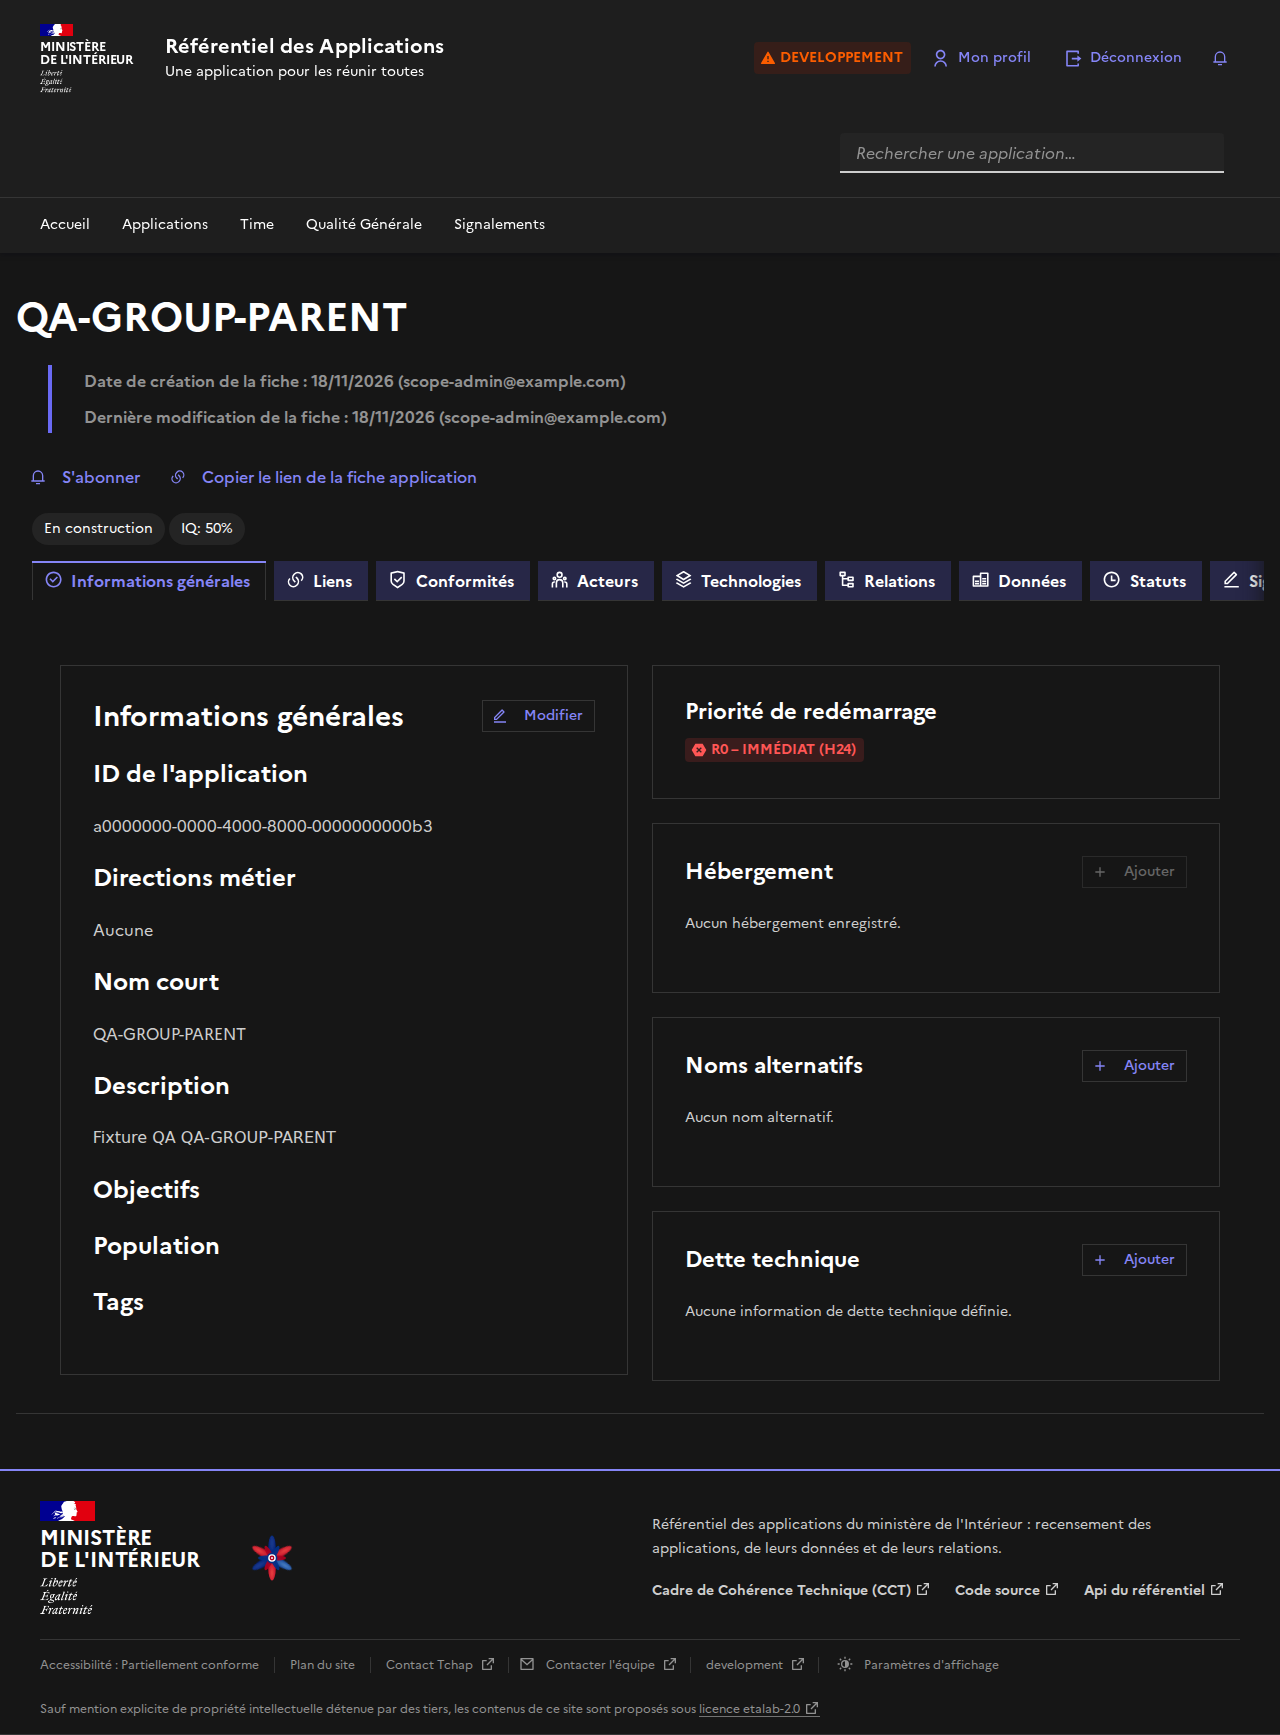 MINISTÈRE
DE L'INTÉRIEUR
Liberté
Égalité
Fraternité
Référentiel des Applications
Une application pour les réunir toutes
DEVELOPPEMENT
Mon profil
Déconnexion
Rechercher une application…
Accueil
Applications
Time
Qualité Générale
Signalements
QA-GROUP-PARENT
Date de création de la fiche : 18/11/2026 (scope-admin@example.com)
Dernière modification de la fiche : 18/11/2026 (scope-admin@example.com)
S'abonner
Copier le lien de la fiche application
En construction
IQ: 50%
Informations générales
Liens
Conformités
Acteurs
Technologies
Relations
Données
Statuts
Informations générales
Modifier
ID de l'application
a0000000-0000-4000-8000-0000000000b3
Directions métier
Aucune
Nom court
QA-GROUP-PARENT
Description
Fixture QA QA-GROUP-PARENT
Objectifs
Population
Tags
Priorité de redémarrage
R0 – IMMÉDIAT (H24)
Hébergement
Ajouter
Aucun hébergement enregistré.
Noms alternatifs
Ajouter
Aucun nom alternatif.
Dette technique
Ajouter
Aucune information de dette technique définie.
MINISTÈRE
DE L'INTÉRIEUR
Liberté
Égalité
Fraternité
Référentiel des applications du ministère de l'Intérieur : recensement des
applications, de leurs données et de leurs relations.
Cadre de Cohérence Technique (CCT)
Code source
Api du référentiel
Accessibilité : Partiellement conforme
Plan du site
Contact Tchap
Contacter l'équipe
development
Paramètres d'affichage
Sauf mention explicite de propriété intellectuelle détenue par des tiers, les contenus de ce site sont proposés sous licence etalab-2.0